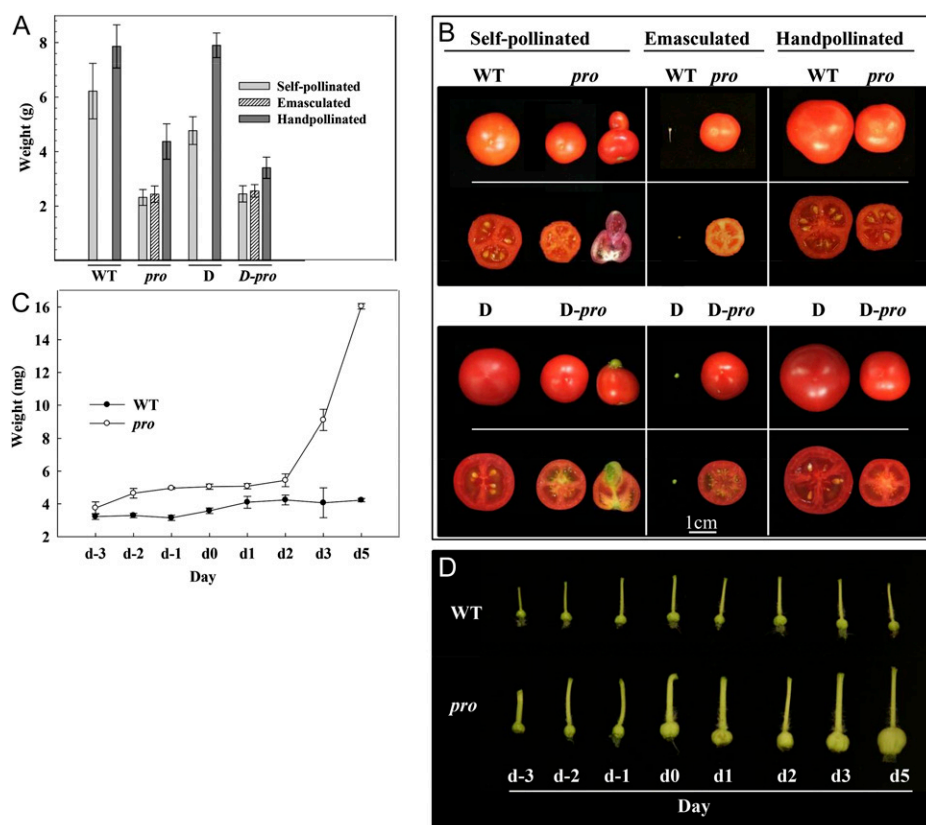 A
8
6
4
2
Weight (g)
Self-pollinated
Emasculated
Handpollinated
WT pro D D-pro
B
Self-pollinated Emasculated Handpollinated
WT pro WT pro WT pro
D D-pro D D-pro D D-pro
1cm
C
16
14
12
10
8
6
4
2
Weight (mg)
WT
pro
d-3 d-2 d-1 d0 d1 d2 d3 d5
Day
D
WT
pro
d-3 d-2 d-1 d0 d1 d2 d3 d5
Day